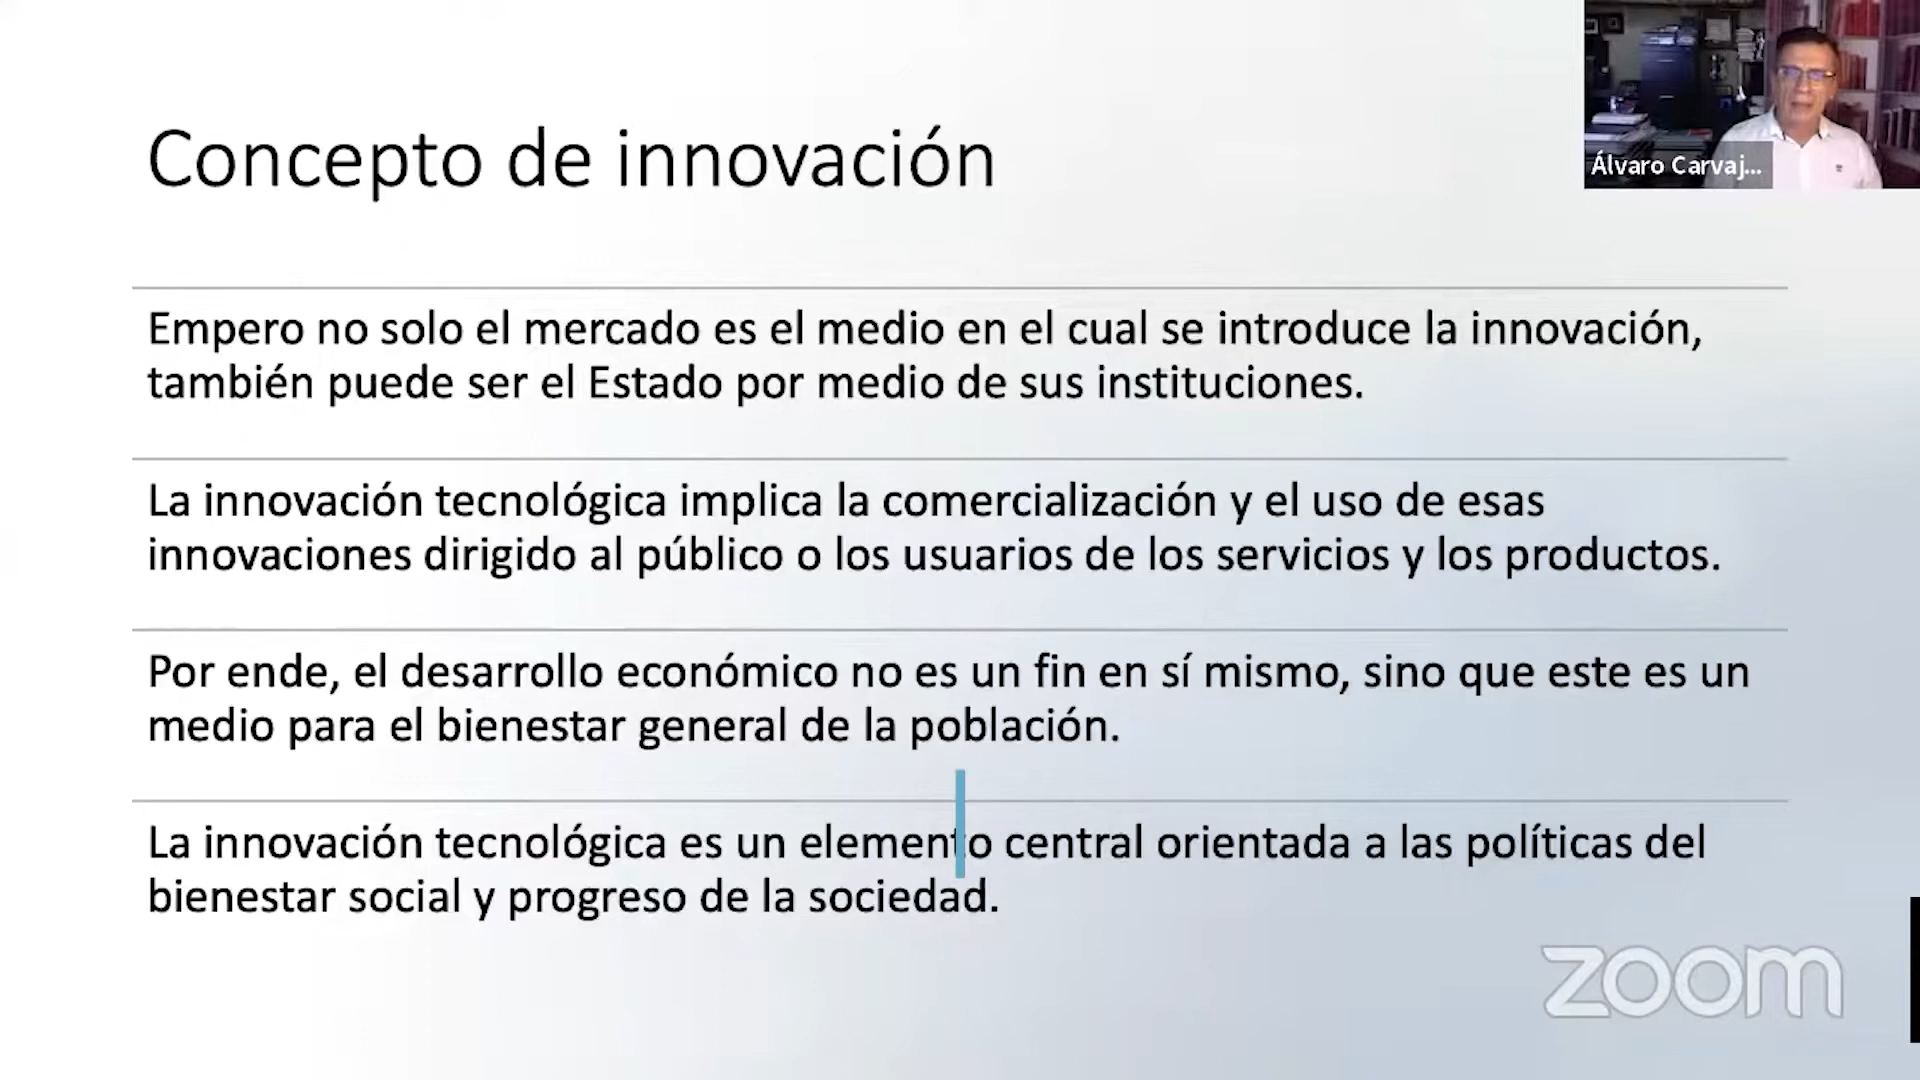 Concepto de innovación
Álvaro Carvaj...
Empero no solo el mercado es el medio en el cual se introduce la innovación,
también puede ser el Estado por medio de sus instituciones.
La innovación tecnológica implica la comercialización y el uso de esas
innovaciones dirigido al público o los usuarios de los servicios y los productos.
Por ende, el desarrollo económico no es un fin en sí mismo, sino que este es un
medio para el bienestar general de la población.
La innovación tecnológica es un elemento central orientada a las políticas del
bienestar social y progreso de la sociedad.
zoom